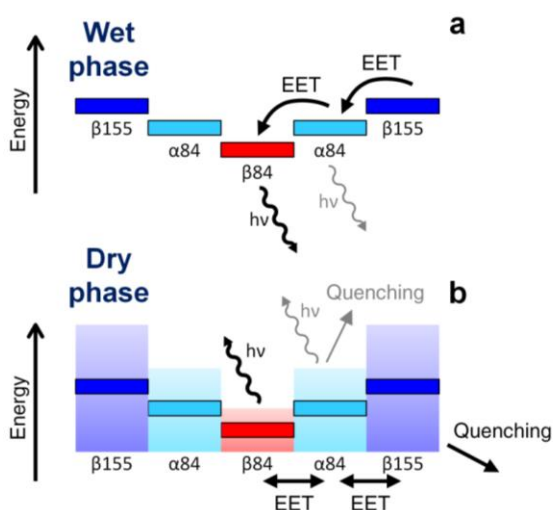 Wet
phase
a
Energy
EET
EET
β155
α84
β84
α84
β155
hν
hν
Dry
phase
b
Energy
hν
hν
Quenching
Quenching
β155
α84
β84
α84
β155
EET
EET